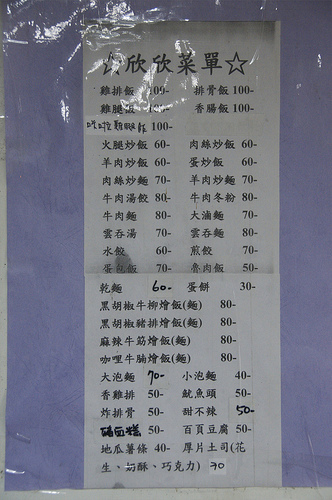 ☆欣欣菜單☆
雞排飯 100- 排骨飯 100-
雞腿飯 100- 香腸飯 100-
雞腿飯 100-
火腿炒飯 60- 肉絲炒飯 60-
羊肉炒飯 60- 蛋炒飯 60-
肉絲炒麵 70- 羊肉炒麵 70-
牛肉湯餃 80- 牛肉冬粉 80-
牛肉麵 80- 大滷麵 70-
雲吞湯 70- 雲吞麵 80-
水餃 60- 煎餃 70-
蛋包飯 70- 魯肉飯 50-
乾麵 60- 蛋餅 30-
黑胡椒牛柳燴飯(麵) 80-
黑胡椒豬排燴飯(麵) 80-
麻辣牛筋燴飯(麵) 80-
咖哩牛腩燴飯(麵) 80-
大泡麵 70- 小泡麵 40-
香雞排 50- 魷魚頭 50-
炸排骨 50- 甜不辣 50-
豬血糕 50- 百頁豆腐 50-
地瓜薯條 40- 厚片土司(花
生、奶酥、巧克力) 30